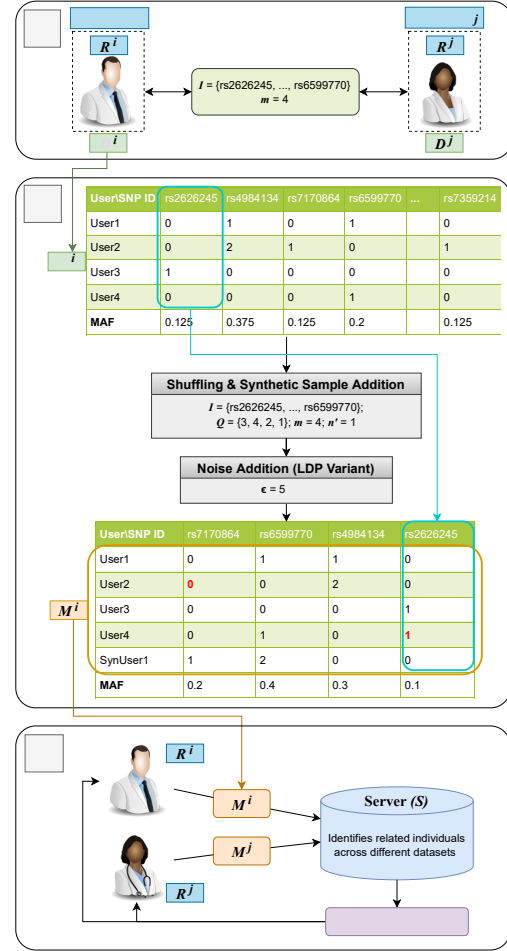 j
R^i R^j
I = {rs2626245, ..., rs6599770}
m = 4
D^j
User\SNP ID rs2626245 rs4984134 rs7170864 rs6599770 ... rs7359214
User1 0 1 0 1 0
User2 0 2 1 0 1
i
User3 1 0 0 0 0
User4 0 0 0 1 0
MAF 0.125 0.375 0.125 0.2 0.125
Shuffling & Synthetic Sample Addition
I = {rs2626245, ..., rs6599770};
Q = {3, 4, 2, 1}; m = 4; n' = 1
Noise Addition (LDP Variant)
ϵ = 5
User\SNP ID rs7170864 rs6599770 rs4984134 rs2626245
User1 0 1 1 0
User2 0 0 2 0
M^i
User3 0 0 0 1
User4 0 1 0 1
SynUser1 1 2 0 0
MAF 0.2 0.4 0.3 0.1
R^i
M^i
Server (S)
Identifies related individuals
across different datasets
M^j
R^j